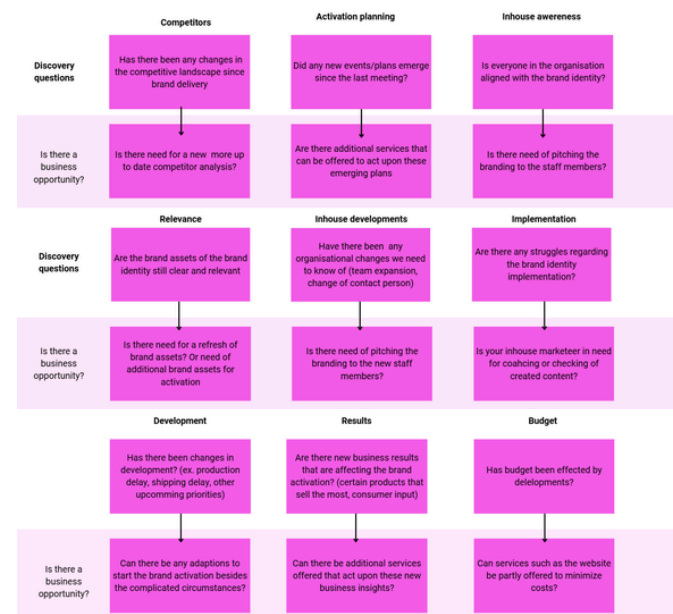 Competitors
Activation planning
Inhouse awereness
Discovery
questions
Has there been any changes in
the competitive landscape since
brand delivery
Did any new events/plans emerge
since the last meeting?
Is everyone in the organisation
aligned with the brand identity?
Is there a
business
opportunity?
Is there need for a new more up
to date competitor analysis?
Are there additional services that
can be offered to act upon these
emerging plans
Is there need of pitching the
branding to the staff members?
Relevance
Inhouse developments
Implementation
Discovery
questions
Are the brand assets of the brand
identity still clear and relevant
Have there been any
organisational changes we need
to know of (team expansion,
change of contact person)
Are there any struggles regarding
the brand identity
implementation?
Is there a
business
opportunity?
Is there need for a refresh of
brand assets? Or need of
additional brand assets for
activation
Is there need of pitching the
branding to the new staff
members?
Is your inhouse marketeer in need
for coahcing or checking of
created content?
Development
Results
Budget
Has there been changes in
development? (ex. production
delay, shipping delay, other
upcomming priorities)
Are there new business results
that are affecting the brand
activation? (certain products that
sell the most, consumer input)
Has budget been effected by
delelopments?
Is there a
business
opportunity?
Can there be any adaptions to
start the brand activation besides
the complicated circumstances?
Can there be additional services
offered that act upon these new
business insights?
Can services such as the website
be partly offered to minimize
costs?